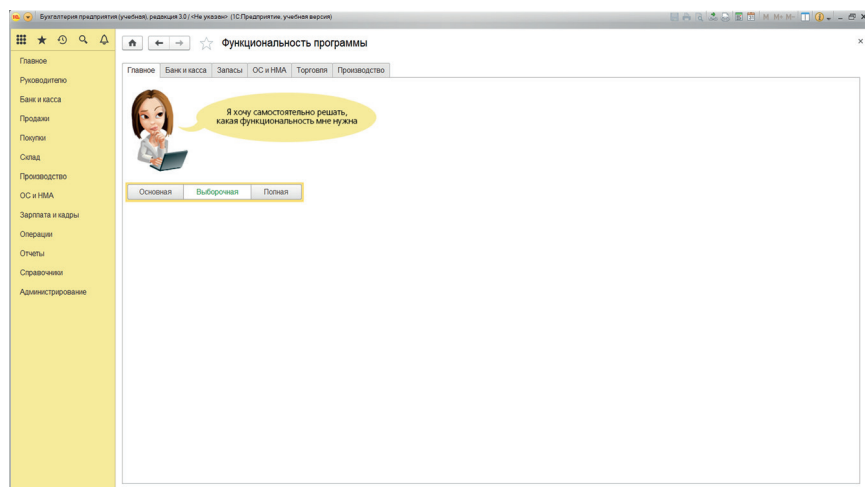 Бухгалтерия предприятия (учебная), редакция 3.0 / <Не указан> (1С:Предприятие, учебная версия)
M M+ M-
Функциональность программы
Главное
Руководителю
Банк и касса
Продажи
Покупки
Склад
Производство
ОС и НМА
Зарплата и кадры
Операции
Отчеты
Справочники
Администрирование
Главное Банк и касса Запасы ОС и НМА Торговля Производство
Я хочу самостоятельно решать,
какая функциональность мне нужна
Основная Выборочная Полная